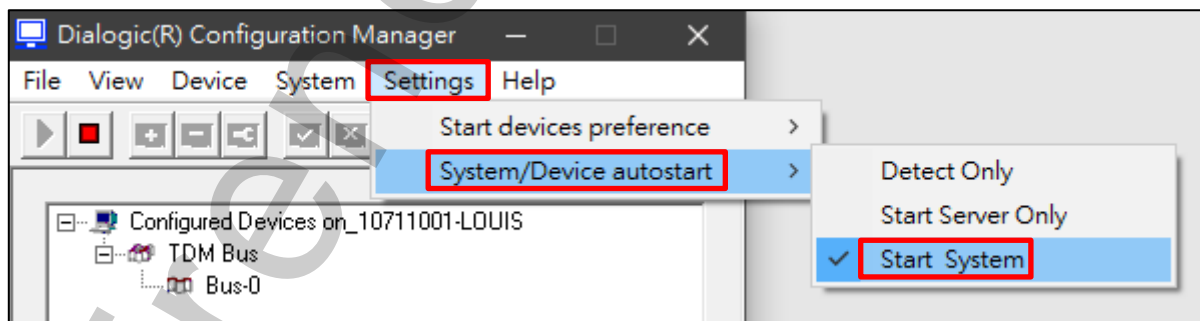 Dialogic(R) Configuration Manager
File View Device System Settings Help
Start devices preference
System/Device autostart
Detect Only
Start Server Only
Start System
Configured Devices on_10711001-LOUIS
TDM Bus
Bus-0